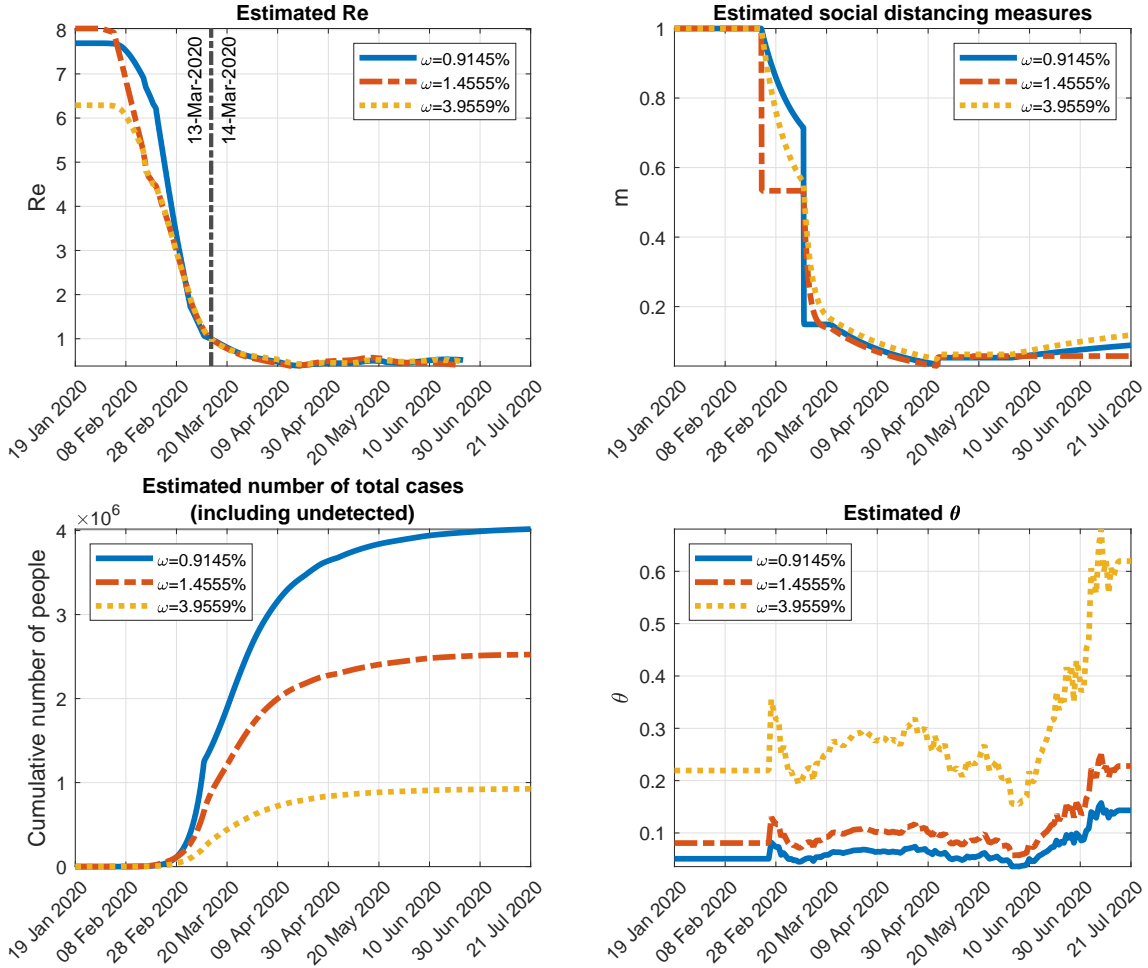 Estimated Re
8
7
6
5
4
3
2
1
Re
13-Mar-2020
14-Mar-2020
ω=0.9145%
ω=1.4555%
ω=3.9559%
19 Jan 2020
08 Feb 2020
28 Feb 2020
20 Mar 2020
09 Apr 2020
30 Apr 2020
20 May 2020
10 Jun 2020
30 Jun 2020
21 Jul 2020
Estimated social distancing measures
1
0.8
0.6
0.4
0.2
m
ω=0.9145%
ω=1.4555%
ω=3.9559%
19 Jan 2020
08 Feb 2020
28 Feb 2020
20 Mar 2020
09 Apr 2020
30 Apr 2020
20 May 2020
10 Jun 2020
30 Jun 2020
21 Jul 2020
Estimated number of total cases
(including undetected)
×10⁶
4
3
2
1
0
Cumulative number of people
ω=0.9145%
ω=1.4555%
ω=3.9559%
19 Jan 2020
08 Feb 2020
28 Feb 2020
20 Mar 2020
09 Apr 2020
30 Apr 2020
20 May 2020
10 Jun 2020
30 Jun 2020
21 Jul 2020
Estimated θ
0.6
0.5
0.4
0.3
0.2
0.1
θ
ω=0.9145%
ω=1.4555%
ω=3.9559%
19 Jan 2020
08 Feb 2020
28 Feb 2020
20 Mar 2020
09 Apr 2020
30 Apr 2020
20 May 2020
10 Jun 2020
30 Jun 2020
21 Jul 2020